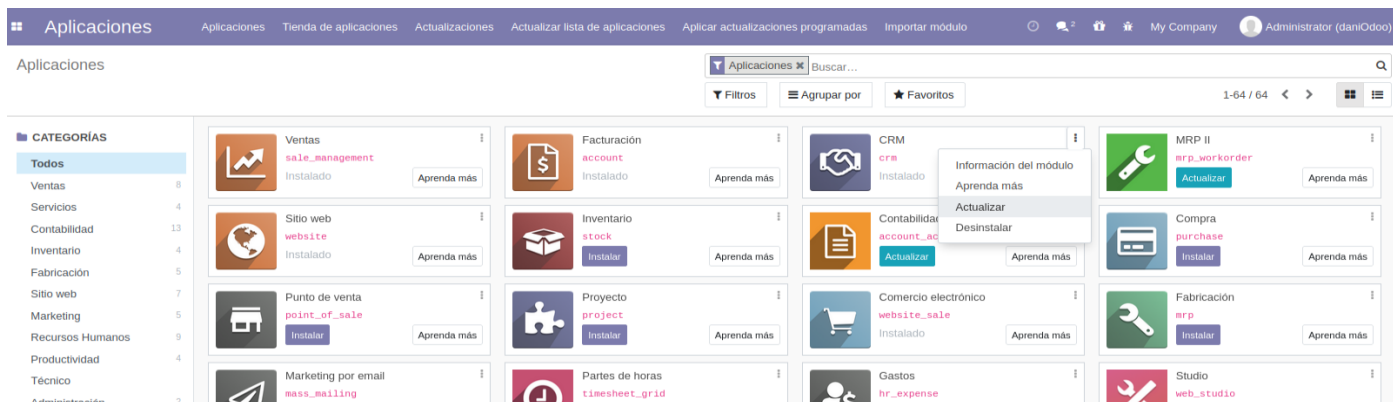 Aplicaciones Aplicaciones Tienda de aplicaciones Actualizaciones Actualizar lista de aplicaciones Aplicar actualizaciones programadas Importar módulo 2 My Company Administrator (daniOdoo)
Aplicaciones
Aplicaciones × Buscar...
Filtros Agrupar por Favoritos 1-64 / 64
CATEGORÍAS
Todos
Ventas 8
Servicios 4
Contabilidad 13
Inventario 4
Fabricación 5
Sitio web 7
Marketing 5
Recursos Humanos 9
Productividad 4
Técnico
Administración 2
Ventas
sale_management
Instalado Aprenda más
Facturación
account
Instalado Aprenda más
CRM
crm
Instalado
Información del módulo
Aprenda más
Actualizar
Desinstalar
MRP II
mrp_workorder
Actualizar Aprenda más
Sitio web
website
Instalado Aprenda más
Inventario
stock
Instalar Aprenda más
Contabilidad
account_ac
Actualizar Aprenda más
Compra
purchase
Instalar Aprenda más
Punto de venta
point_of_sale
Instalar Aprenda más
Proyecto
project
Instalar Aprenda más
Comercio electrónico
website_sale
Instalado Aprenda más
Fabricación
mrp
Instalar Aprenda más
Marketing por email
mass_mailing
Partes de horas
timesheet_grid
Gastos
hr_expense
Studio
web_studio